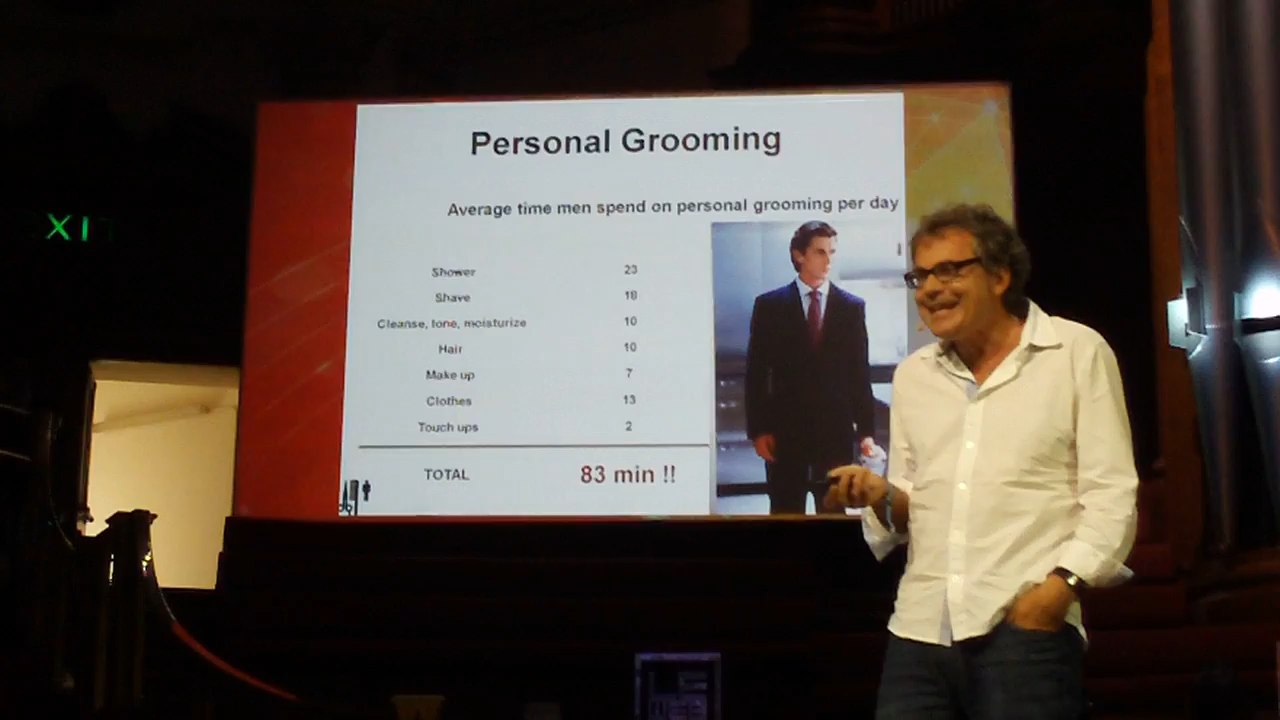 Personal Grooming
Average time men spend on personal grooming per day
Shower 23
Shave 18
Cleanse, tone, moisturize 10
Hair 10
Make up 7
Clothes 13
Touch ups 2
TOTAL 83 min !!
XIT